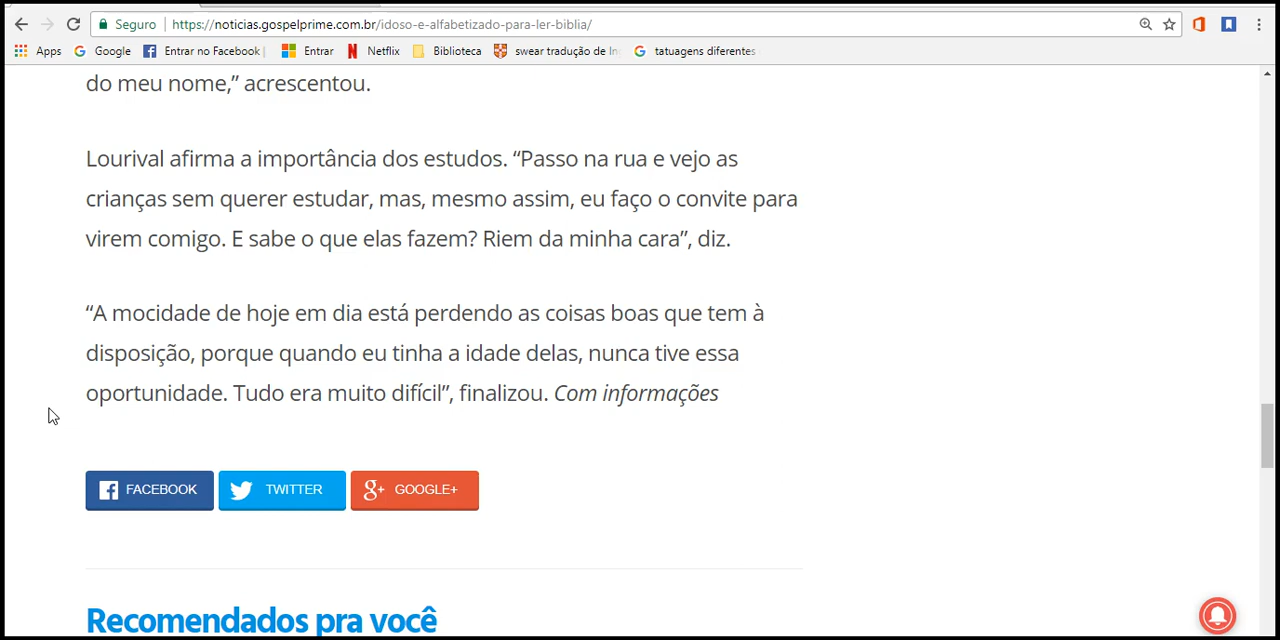 Seguro https://noticias.gospelprime.com.br/idoso-e-alfabetizado-para-ler-biblia/
Apps Google Entrar no Facebook | Entrar Netflix Biblioteca swear tradução de In tatuagens diferentes
do meu nome,” acrescentou.
Lourival afirma a importância dos estudos. “Passo na rua e vejo as
crianças sem querer estudar, mas, mesmo assim, eu faço o convite para
virem comigo. E sabe o que elas fazem? Riem da minha cara”, diz.
“A mocidade de hoje em dia está perdendo as coisas boas que tem à
disposição, porque quando eu tinha a idade delas, nunca tive essa
oportunidade. Tudo era muito difícil”, finalizou. Com informações
FACEBOOK TWITTER GOOGLE+
Recomendados pra você